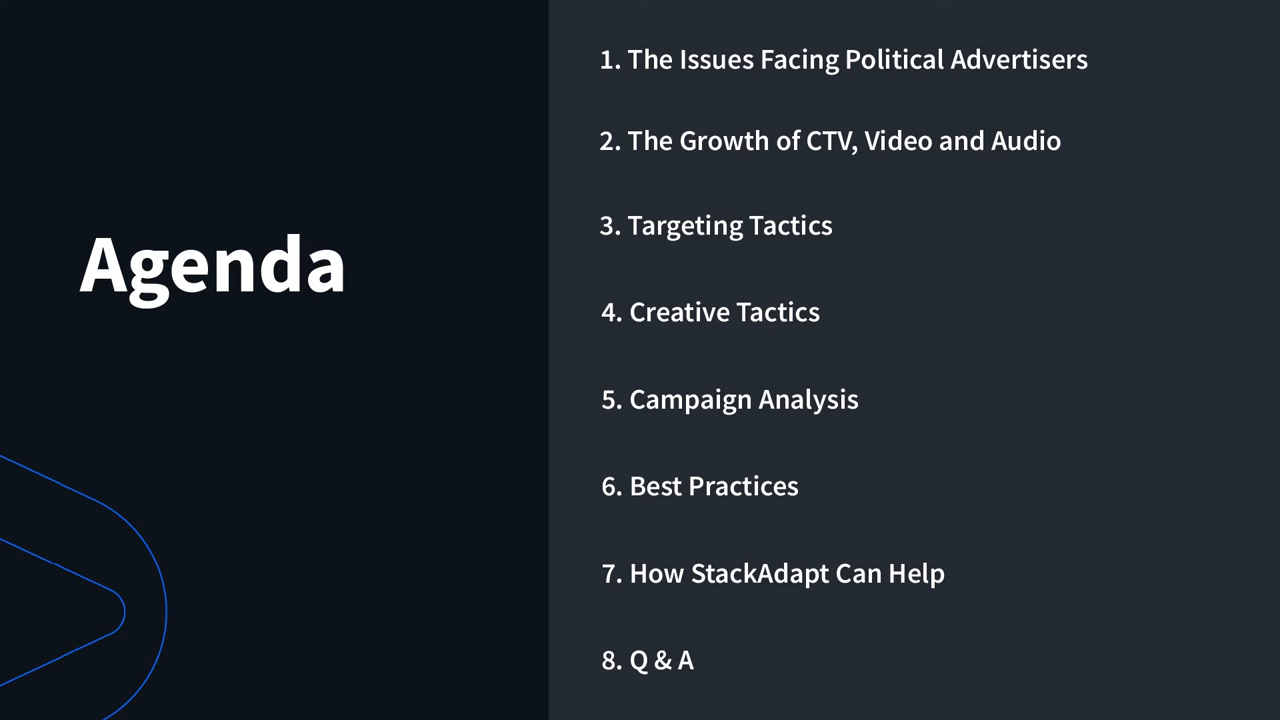 Agenda
1. The Issues Facing Political Advertisers
2. The Growth of CTV, Video and Audio
3. Targeting Tactics
4. Creative Tactics
5. Campaign Analysis
6. Best Practices
7. How StackAdapt Can Help
8. Q & A